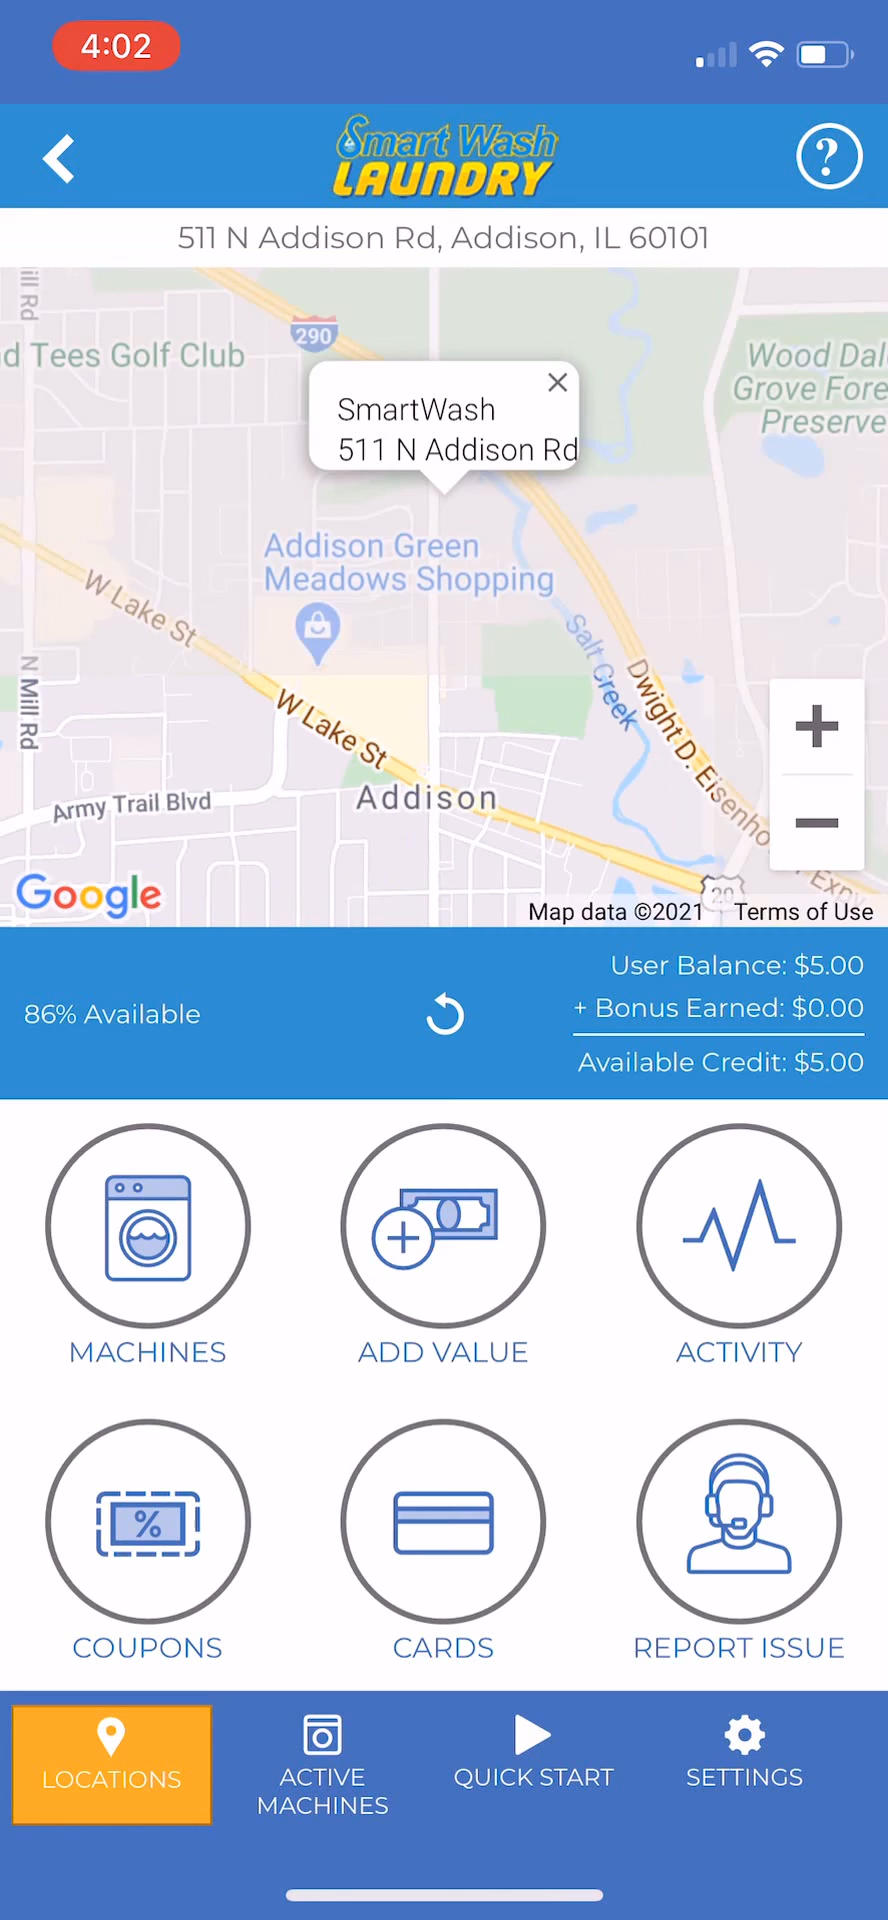 4:02
Smart Wash
LAUNDRY
?
511 N Addison Rd, Addison, IL 60101
ill Rd
290
d Tees Golf Club
Wood Dal
Grove Fore
Preserve
SmartWash
511 N Addison Rd
Addison Green
Meadows Shopping
W Lake St
Salt Creek
N Mill Rd
W Lake St
Dwight D. Eisenho
Expy
Army Trail Blvd
Addison
20
Google
Map data ©2021
Terms of Use
86% Available
User Balance: $5.00
+ Bonus Earned: $0.00
Available Credit: $5.00
MACHINES
ADD VALUE
ACTIVITY
%
COUPONS
CARDS
REPORT ISSUE
LOCATIONS
ACTIVE
MACHINES
QUICK START
SETTINGS